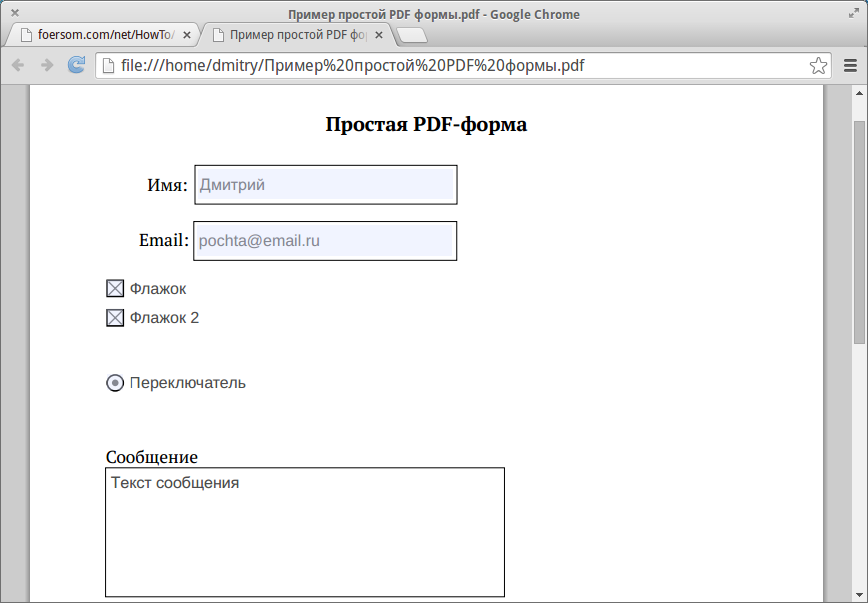 Пример простой PDF формы.pdf - Google Chrome
foersom.com/net/HowTo/
Пример простой PDF фо
file:///home/dmitry/Пример%20простой%20PDF%20формы.pdf
Простая PDF-форма
Имя: Дмитрий
Email: pochta@email.ru
Флажок
Флажок 2
Переключатель
Сообщение
Текст сообщения